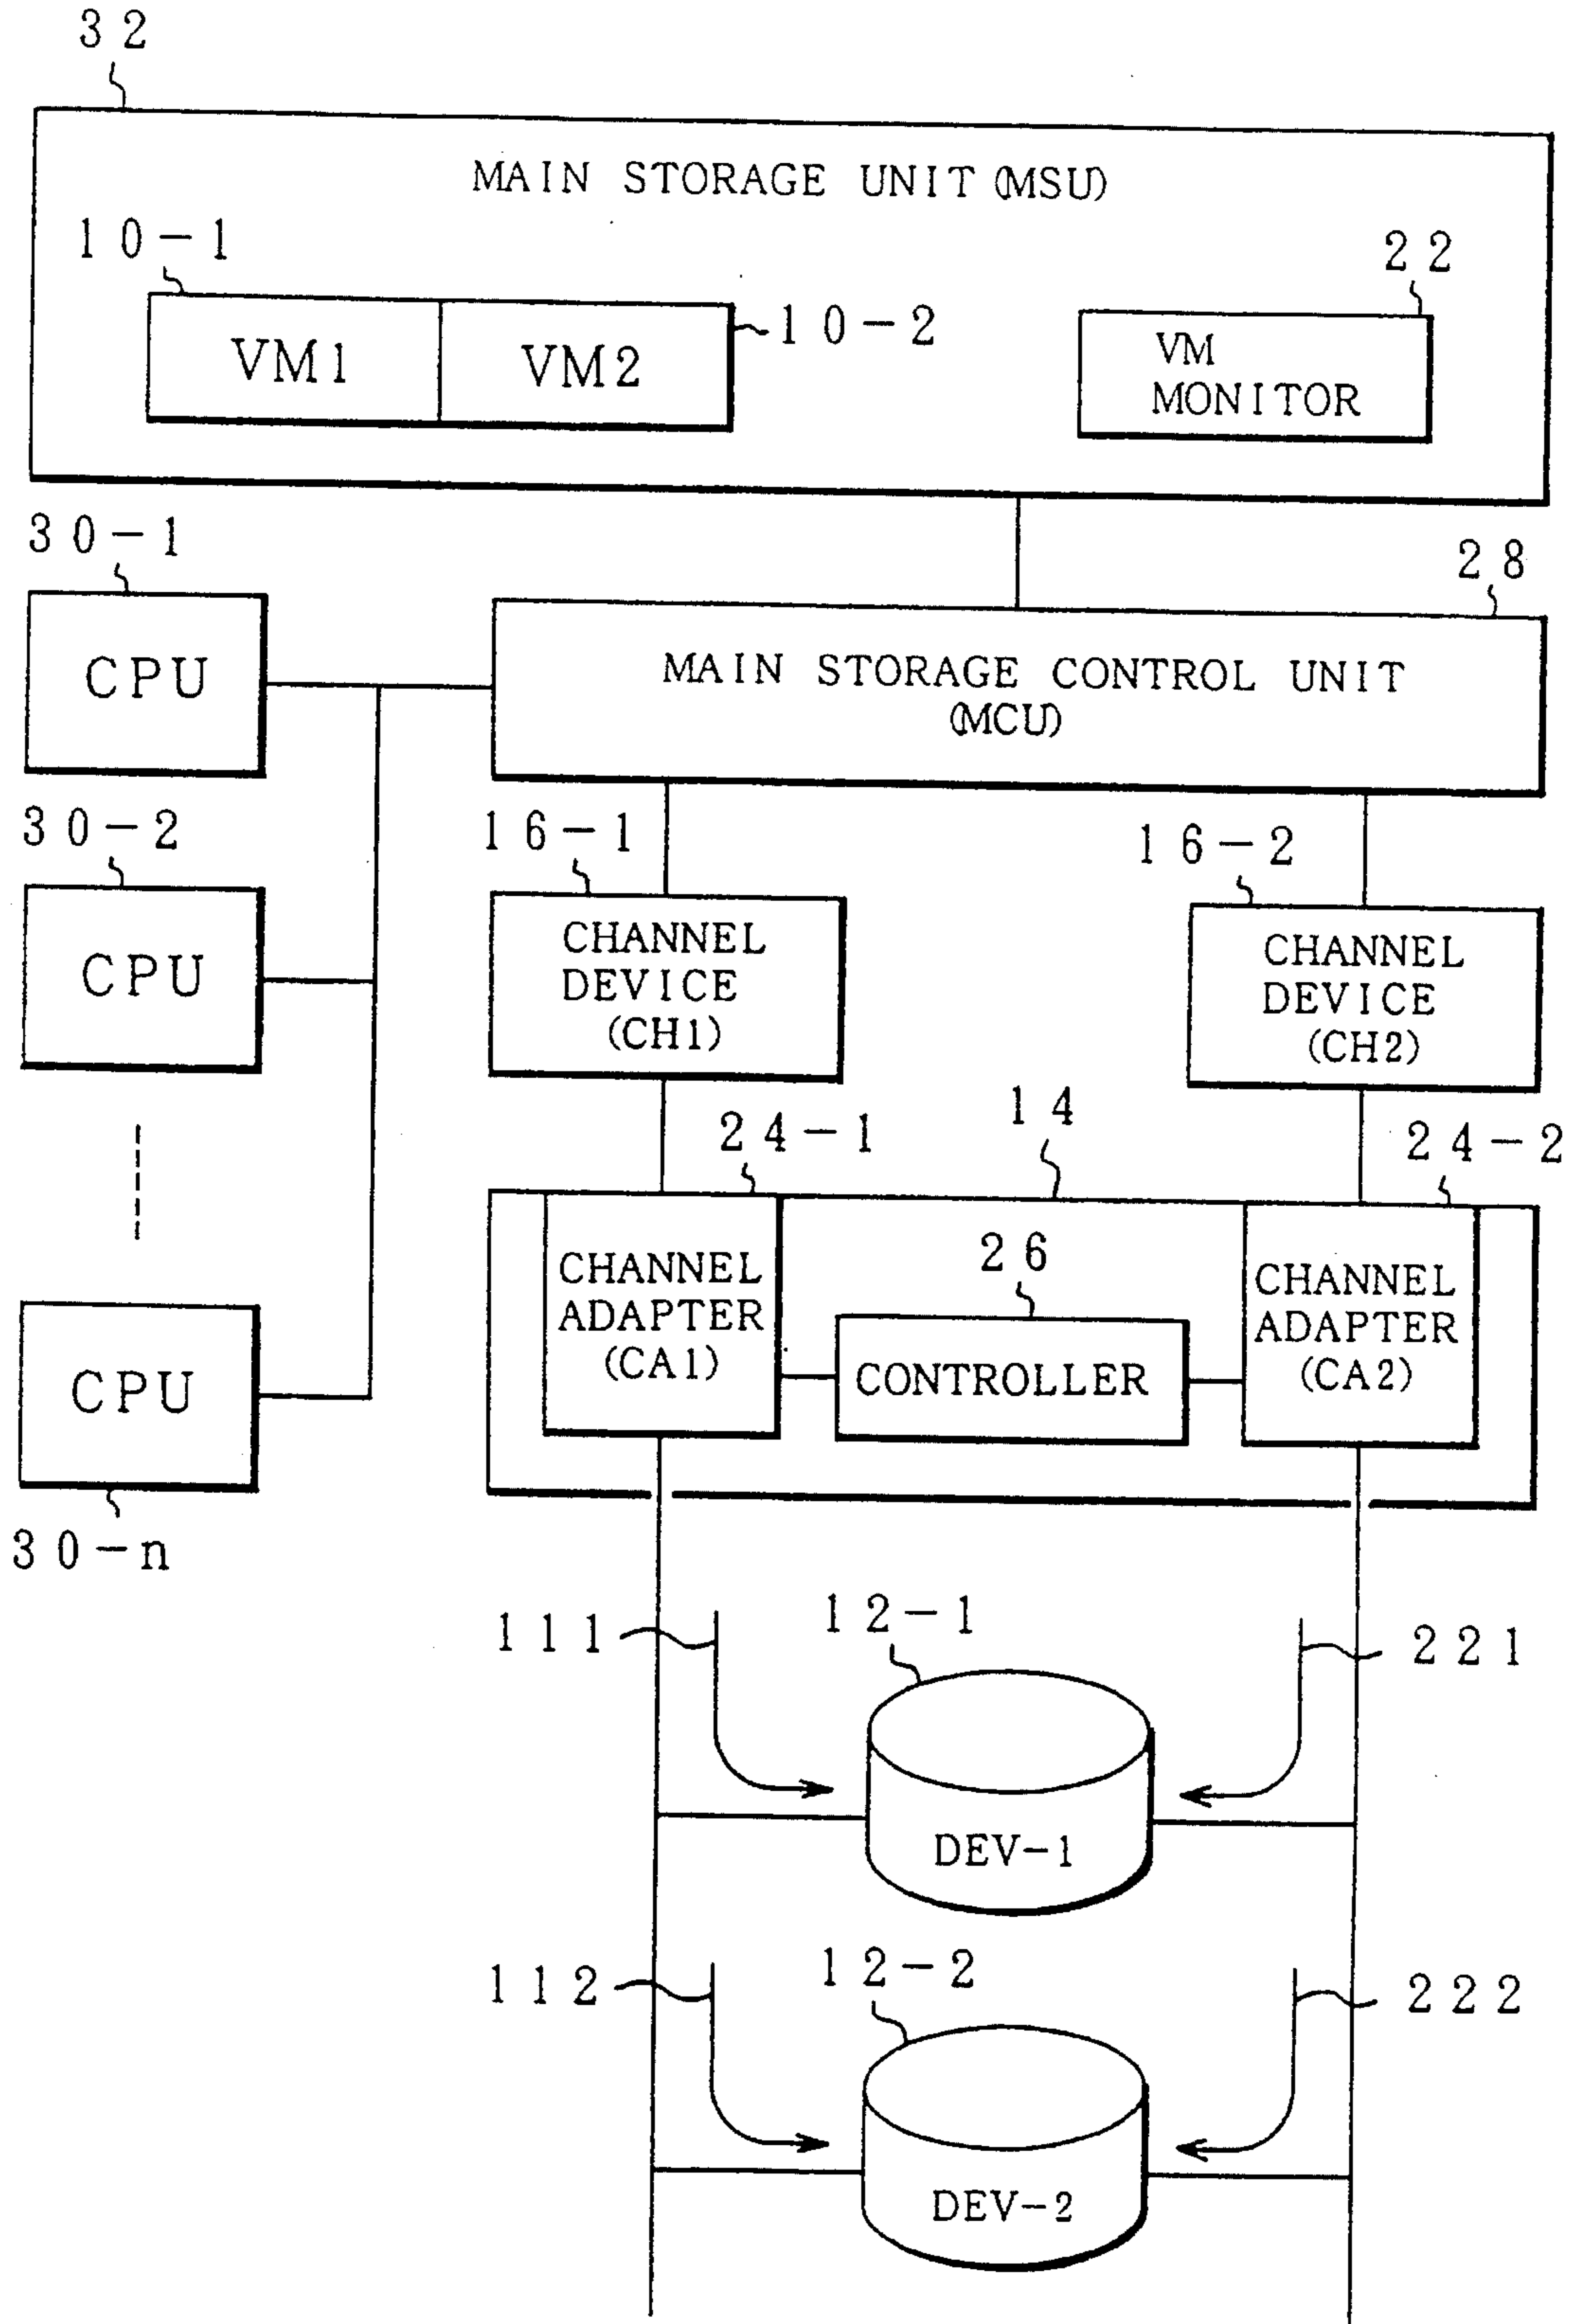 32
MAIN STORAGE UNIT (MSU)
10-1
22
VM1
VM2
10-2
VM
MONITOR
30-1
28
CPU
MAIN STORAGE CONTROL UNIT
(MCU)
30-2
16-1
16-2
CPU
CHANNEL
DEVICE
(CH1)
CHANNEL
DEVICE
(CH2)
24-1
14
24-2
26
CHANNEL
ADAPTER
(CA1)
CONTROLLER
CHANNEL
ADAPTER
(CA2)
CPU
30-n
111
12-1
221
DEV-1
112
12-2
222
DEV-2